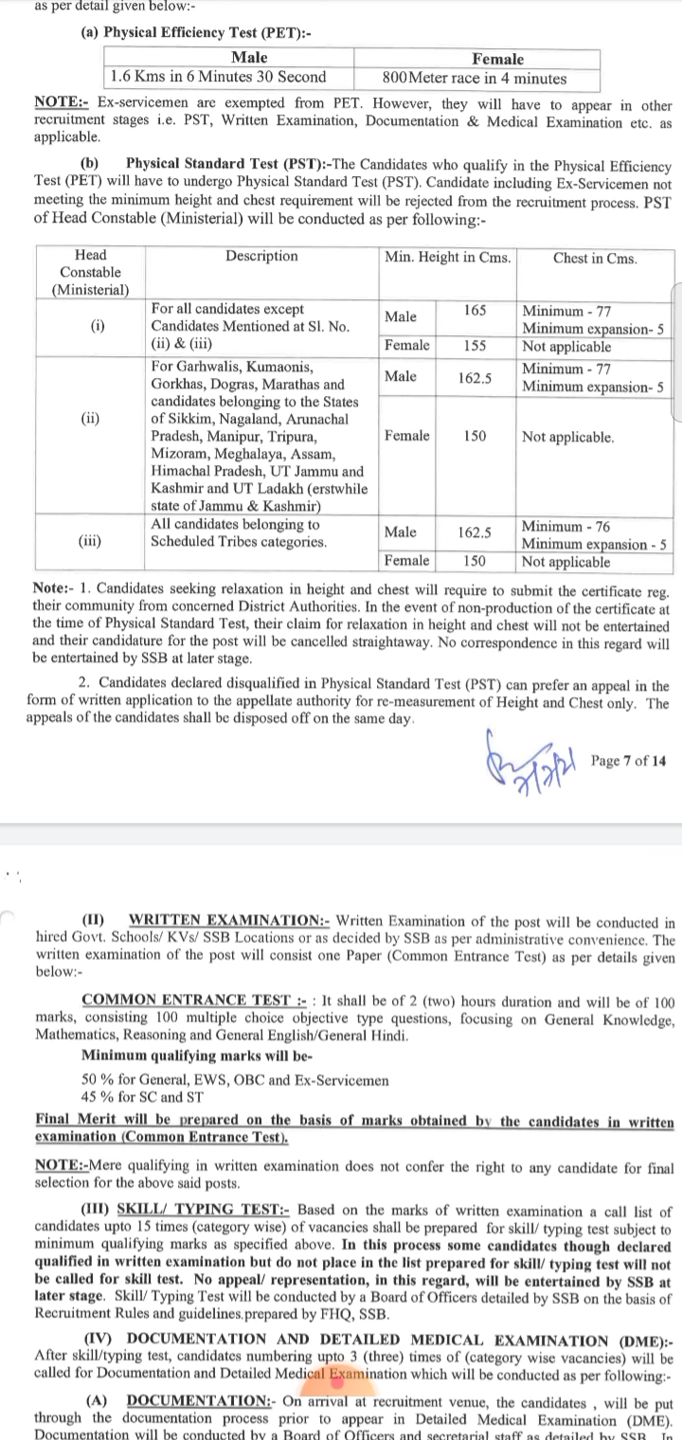 as per detail given below:-
(a) Physical Efficiency Test (PET):-
Male Female
1.6 Kms in 6 Minutes 30 Second 800Meter race in 4 minutes
NOTE:- Ex-servicemen are exempted from PET. However, they will have to appear in other
recruitment stages i.e. PST, Written Examination, Documentation & Medical Examination etc. as
applicable.
(b) Physical Standard Test (PST):-The Candidates who qualify in the Physical Efficiency
Test (PET) will have to undergo Physical Standard Test (PST). Candidate including Ex-Servicemen not
meeting the minimum height and chest requirement will be rejected from the recruitment process. PST
of Head Constable (Ministerial) will be conducted as per following:-
Head Constable (Ministerial) Description Min. Height in Cms. Chest in Cms.
(i)
For all candidates except
Candidates Mentioned at Sl. No.
(ii) & (iii)
Male 165 Minimum - 77
Minimum expansion- 5
Female 155 Not applicable
(ii)
For Garhwalis, Kumaonis,
Gorkhas, Dogras, Marathas and
candidates belonging to the States
of Sikkim, Nagaland, Arunachal
Pradesh, Manipur, Tripura,
Mizoram, Meghalaya, Assam,
Himachal Pradesh, UT Jammu and
Kashmir and UT Ladakh (erstwhile
state of Jammu & Kashmir)
Male 162.5 Minimum - 77
Minimum expansion- 5
Female 150 Not applicable.
(iii)
All candidates belonging to
Scheduled Tribes categories.
Male 162.5 Minimum - 76
Minimum expansion - 5
Female 150 Not applicable
Note:- 1. Candidates seeking relaxation in height and chest will require to submit the certificate reg.
their community from concerned District Authorities. In the event of non-production of the certificate at
the time of Physical Standard Test, their claim for relaxation in height and chest will not be entertained
and their candidature for the post will be cancelled straightaway. No correspondence in this regard will
be entertained by SSB at later stage.
2. Candidates declared disqualified in Physical Standard Test (PST) can prefer an appeal in the
form of written application to the appellate authority for re-measurement of Height and Chest only. The
appeals of the candidates shall be disposed off on the same day.
Page 7 of 14
(II) WRITTEN EXAMINATION:- Written Examination of the post will be conducted in
hired Govt. Schools/ KVs/ SSB Locations or as decided by SSB as per administrative convenience. The
written examination of the post will consist one Paper (Common Entrance Test) as per details given
below:-
COMMON ENTRANCE TEST :- : It shall be of 2 (two) hours duration and will be of 100
marks, consisting 100 multiple choice objective type questions, focusing on General Knowledge,
Mathematics, Reasoning and General English/General Hindi.
Minimum qualifying marks will be-
50 % for General, EWS, OBC and Ex-Servicemen
45 % for SC and ST
Final Merit will be prepared on the basis of marks obtained by the candidates in written
examination (Common Entrance Test).
NOTE:-Mere qualifying in written examination does not confer the right to any candidate for final
selection for the above said posts.
(III) SKILL/ TYPING TEST:- Based on the marks of written examination a call list of
candidates upto 15 times (category wise) of vacancies shall be prepared for skill/ typing test subject to
minimum qualifying marks as specified above. In this process some candidates though declared
qualified in written examination but do not place in the list prepared for skill/ typing test will not
be called for skill test. No appeal/ representation, in this regard, will be entertained by SSB at
later stage. Skill/ Typing Test will be conducted by a Board of Officers detailed by SSB on the basis of
Recruitment Rules and guidelines prepared by FHQ, SSB.
(IV) DOCUMENTATION AND DETAILED MEDICAL EXAMINATION (DME):-
After skill/typing test, candidates numbering upto 3 (three) times of (category wise vacancies) will be
called for Documentation and Detailed Medical Examination which will be conducted as per following:-
(A) DOCUMENTATION:- On arrival at recruitment venue, the candidates , will be put
through the documentation process prior to appear in Detailed Medical Examination (DME).
Documentation will be conducted by a Board of Officers and secretarial staff as detailed by SSB. In